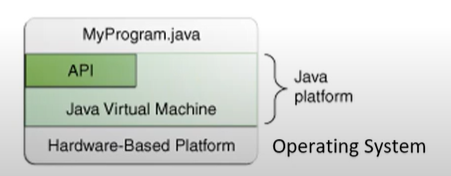 MyProgram.java
API
Java
platform
Java Virtual Machine
Hardware-Based Platform
Operating System